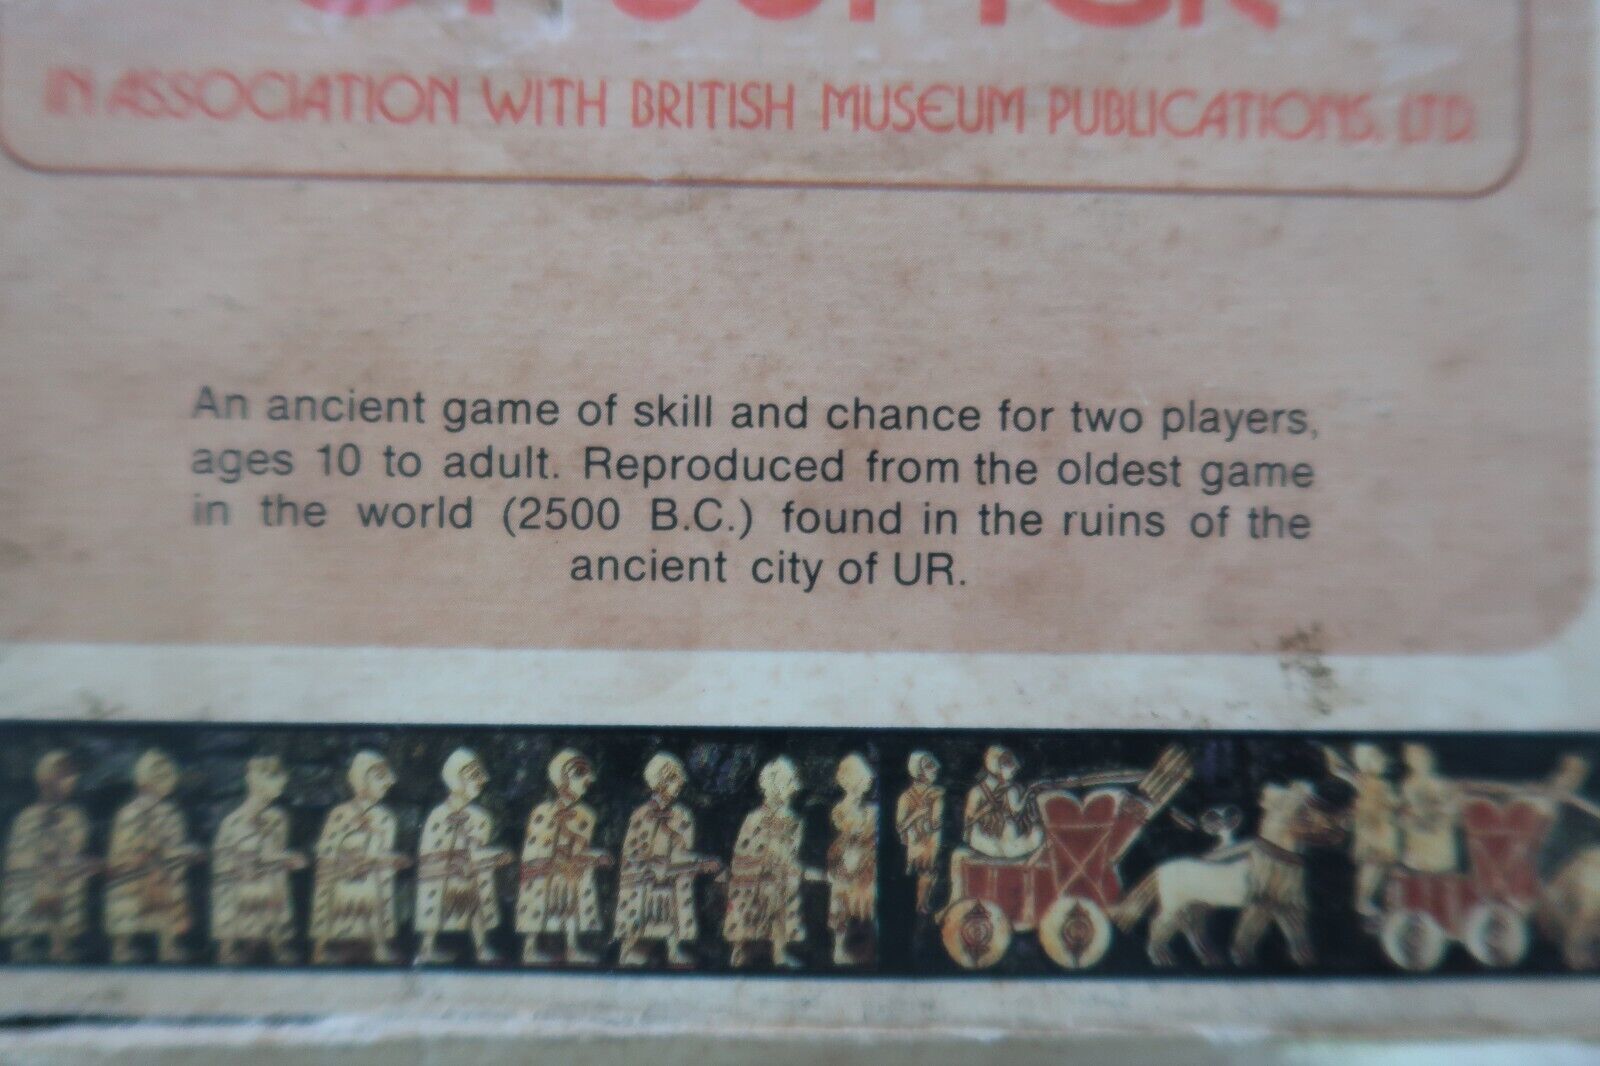 IN ASSOCIATION WITH BRITISH MUSEUM PUBLICATIONS, LTD.
An ancient game of skill and chance for two players,
ages 10 to adult. Reproduced from the oldest game
in the world (2500 B.C.) found in the ruins of the
ancient city of UR.